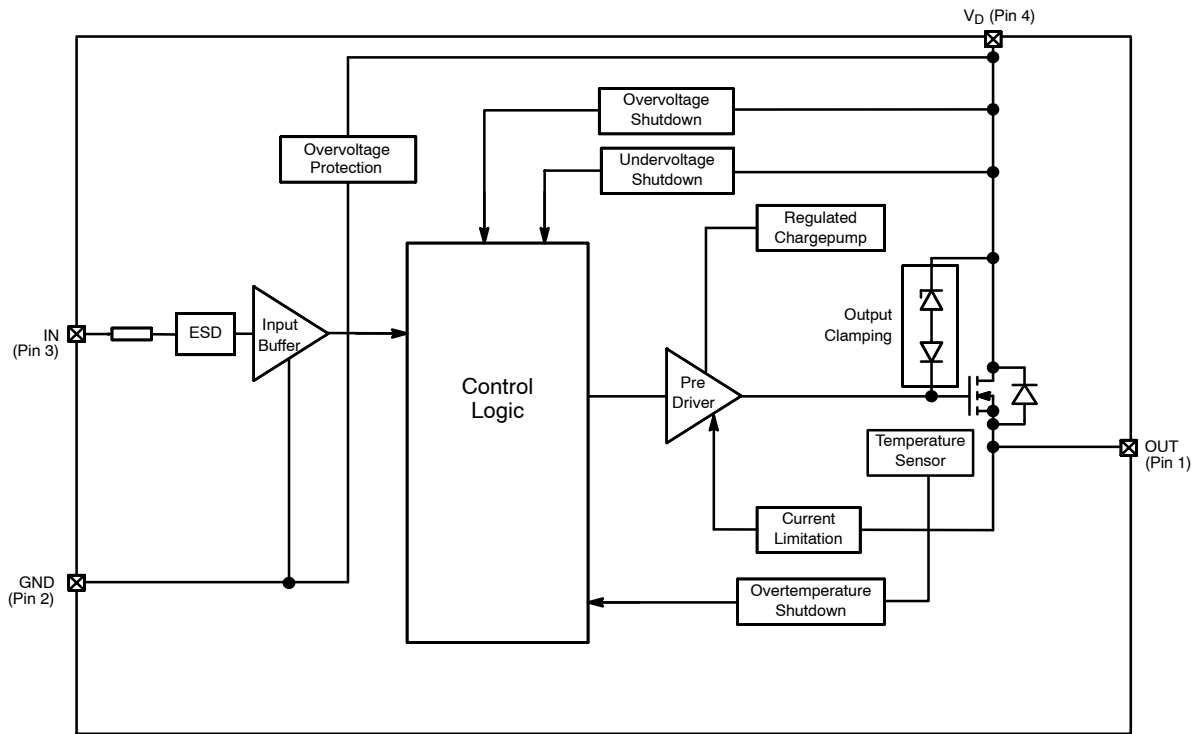 V_D (Pin 4)
Overvoltage
Shutdown
Overvoltage
Protection
Undervoltage
Shutdown
Regulated
Chargepump
IN
(Pin 3)
ESD
Input
Buffer
Output
Clamping
Control
Logic
Pre
Driver
Temperature
Sensor
OUT
(Pin 1)
Current
Limitation
GND
(Pin 2)
Overtemperature
Shutdown